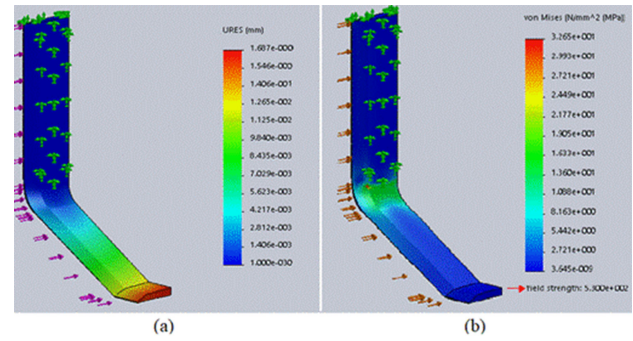 URES (mm)
1.687e-000
1.546e-000
1.406e-001
1.265e-002
1.125e-002
9.840e-003
8.435e-003
7.029e-003
5.623e-003
4.217e-003
2.812e-003
1.406e-003
1.000e-030
(a)
von Mises (N/mm^2 (MPa))
3.265e+001
2.993e+001
2.721e+001
2.449e+001
2.177e+001
1.905e+001
1.633e+001
1.360e+001
1.088e+001
8.163e+000
5.442e+000
2.721e+000
3.645e-009
Yield strength: 5.300e+002
(b)